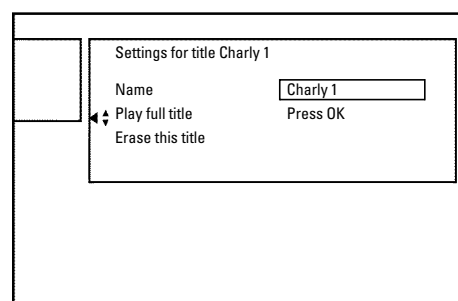 Settings for title Charly 1
Name Charly 1
Play full title Press OK
Erase this title